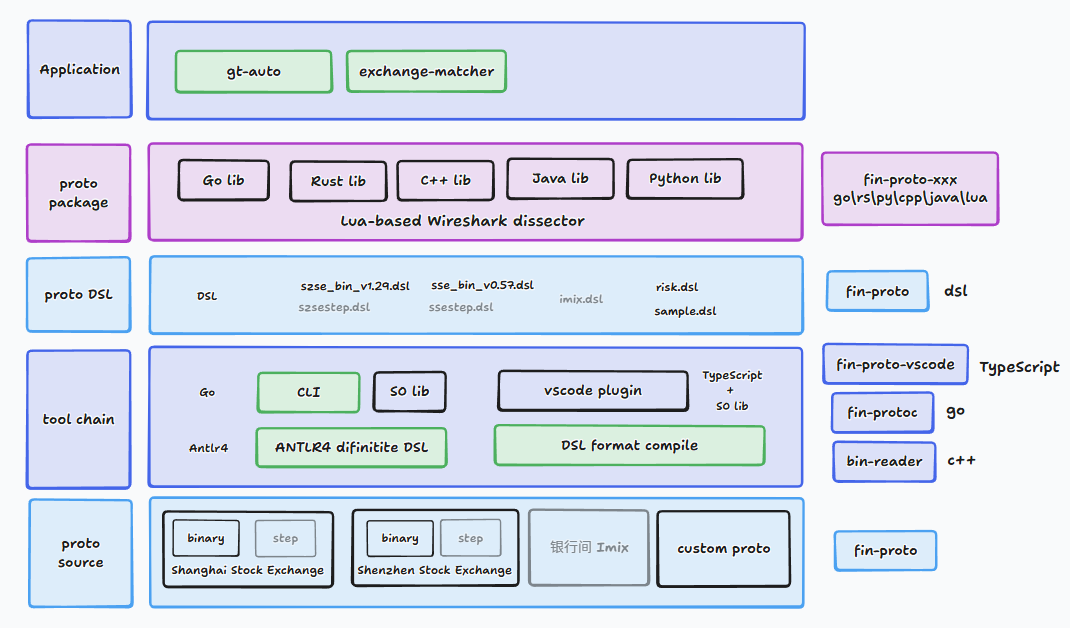 Application
gt-auto
exchange-matcher
proto
package
Go lib
Rust lib
C++ lib
Java lib
Python lib
Lua-based Wireshark dissector
fin-proto-xxx
go\rs\py\cpp\java\lua
proto DSL
DSL
szse_bin_v1.29.dsl
sse_bin_v0.57.dsl
risk.dsl
szsestep.dsl
ssestep.dsl
imix.dsl
sample.dsl
fin-proto
dsl
tool chain
Go
CLI
SO lib
vscode plugin
TypeScript
+
SO lib
Antlr4
ANTLR4 difinitite DSL
DSL format compile
fin-proto-vscode
TypeScript
fin-protoc
go
bin-reader
c++
proto
source
binary
step
Shanghai Stock Exchange
binary
step
Shenzhen Stock Exchange
银行间 Imix
custom proto
fin-proto